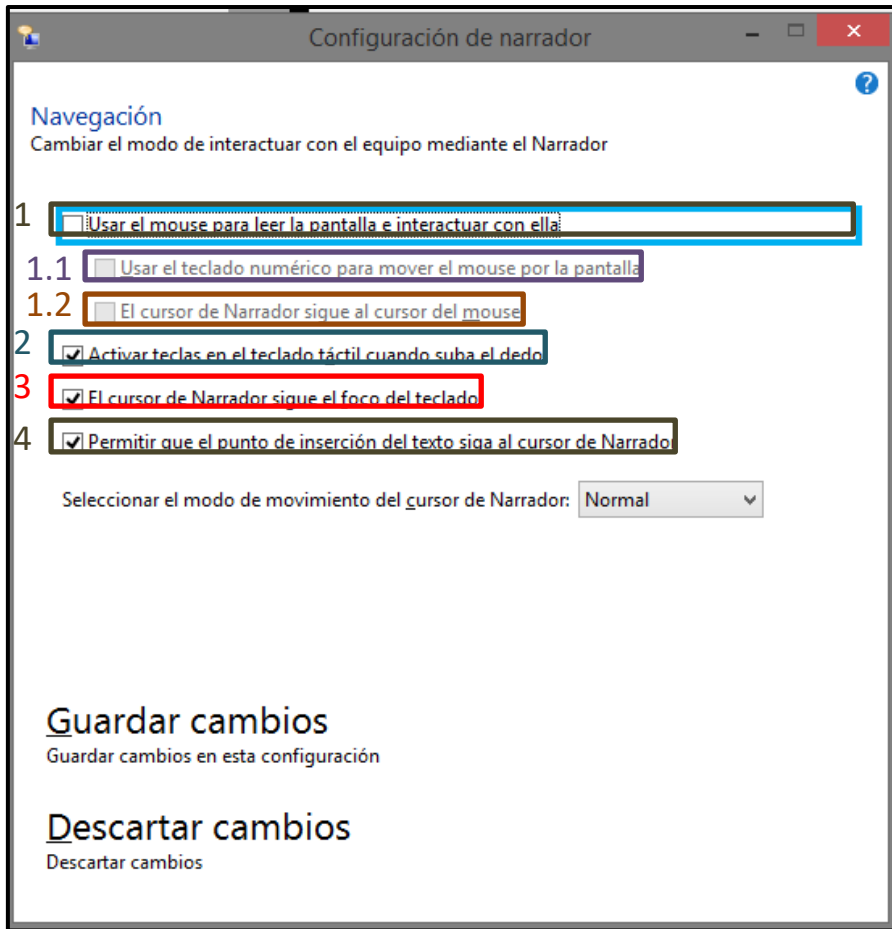 Configuración de narrador
Navegación
Cambiar el modo de interactuar con el equipo mediante el Narrador
1 Usar el mouse para leer la pantalla e interactuar con ella
1.1 Usar el teclado numérico para mover el mouse por la pantalla
1.2 El cursor de Narrador sigue al cursor del mouse
2 Activar teclas en el teclado táctil cuando suba el dedo
3 El cursor de Narrador sigue el foco del teclado
4 Permitir que el punto de inserción del texto siga al cursor de Narrador
Seleccionar el modo de movimiento del cursor de Narrador: Normal
Guardar cambios
Guardar cambios en esta configuración
Descartar cambios
Descartar cambios